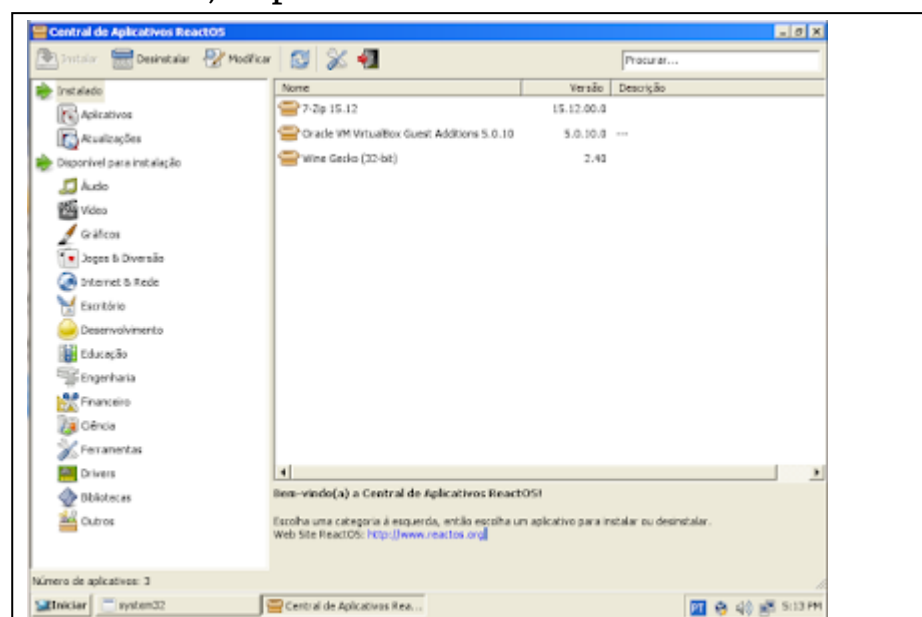 Central de Aplicativos ReactOS
Instalar Desinstalar Modificar Procurar...
Instalado
Aplicativos
Atualizações
Disponível para instalação
Áudio
Vídeo
Gráficos
Jogos & Diversão
Internet & Rede
Escritório
Desenvolvimento
Educação
Engenharia
Financeiro
Ciência
Ferramentas
Drivers
Bibliotecas
Outros
Nome Versão Descrição
7-Zip 15.12 15.12.00.0
Oracle VM VirtualBox Guest Additions 5.0.10 5.0.10.0 ---
Wine Gecko (32-bit) 2.40
Bem-vindo(a) a Central de Aplicativos ReactOS!
Escolha uma categoria á esquerda, então escolha um aplicativo para instalar ou desinstalar.
Web Site ReactOS: http://www.reactos.org
Número de aplicativos: 3
Iniciar system32 Central de Aplicativos Rea... PT 5:13 PM